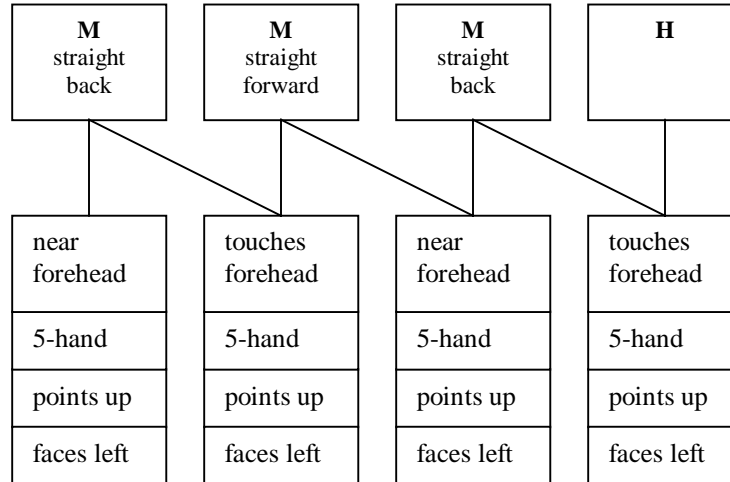 M
straight
back
M
straight
forward
M
straight
back
H
near
forehead
5-hand
points up
faces left
touches
forehead
5-hand
points up
faces left
near
forehead
5-hand
points up
faces left
touches
forehead
5-hand
points up
faces left